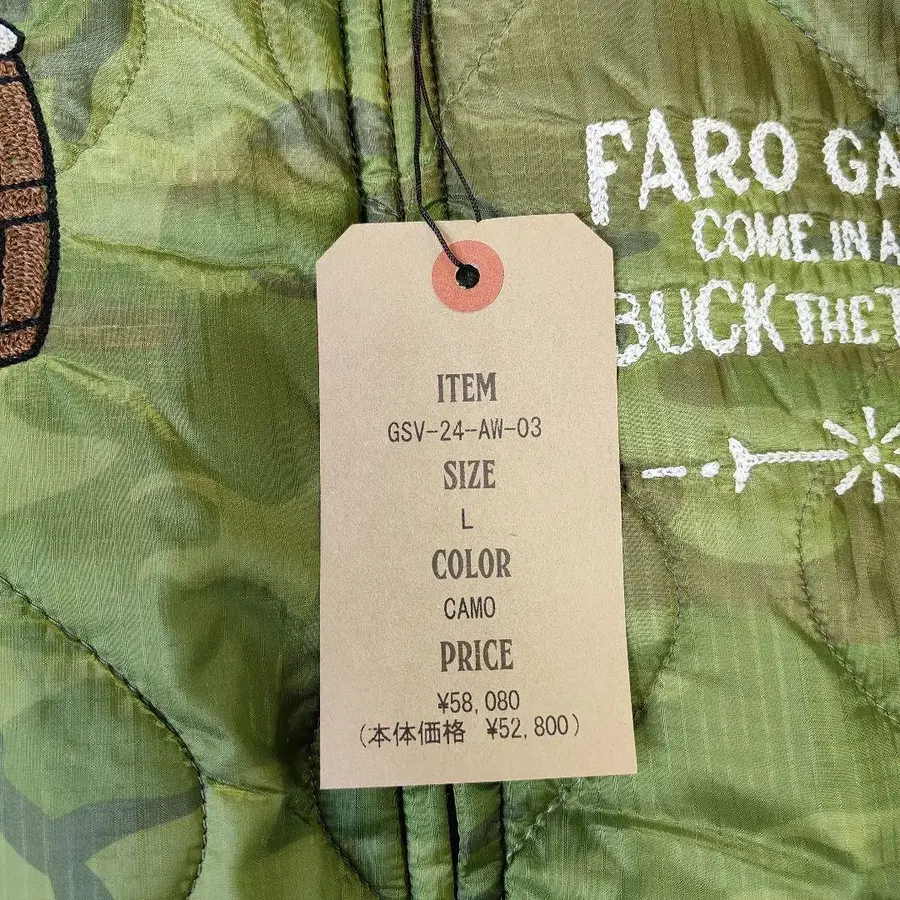 FARO GA
COME IN A
BUCK THE T
ITEM
GSV-24-AW-03
SIZE
L
COLOR
CAMO
PRICE
¥58,080
(本体価格 ¥52,800)